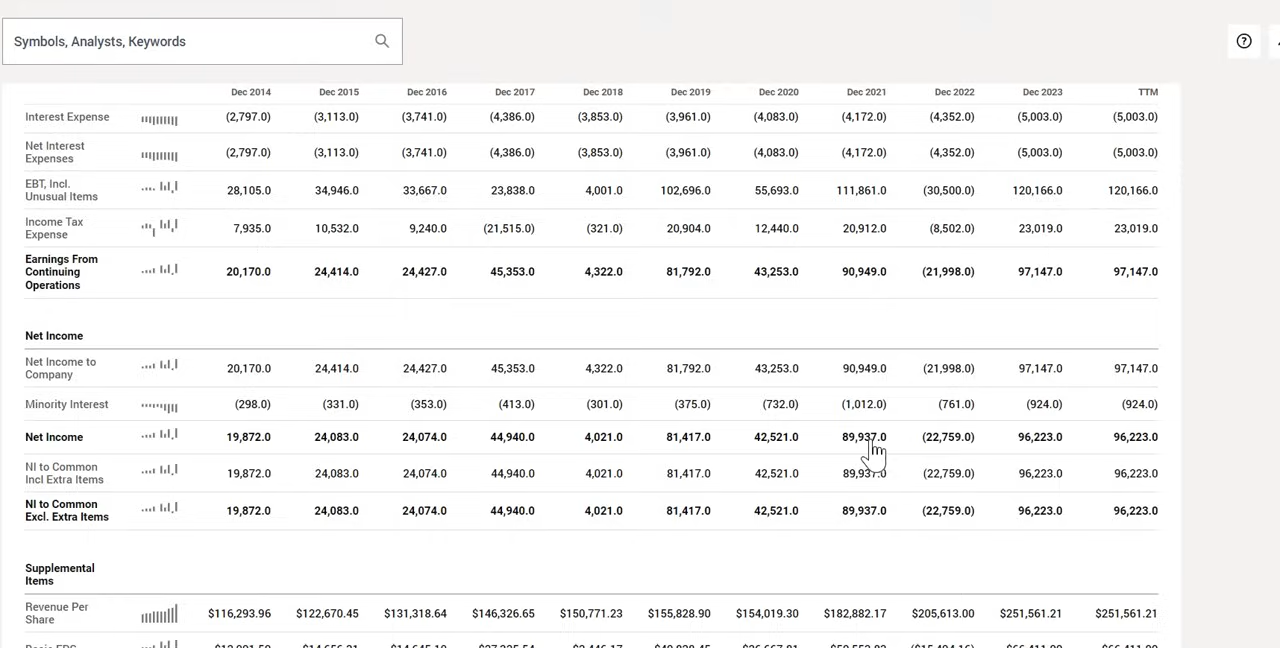 Symbols, Analysts, Keywords
Dec 2014 Dec 2015 Dec 2016 Dec 2017 Dec 2018 Dec 2019 Dec 2020 Dec 2021 Dec 2022 Dec 2023 TTM
Interest Expense (2,797.0) (3,113.0) (3,741.0) (4,386.0) (3,853.0) (3,961.0) (4,083.0) (4,172.0) (4,352.0) (5,003.0) (5,003.0)
Net Interest
Expenses (2,797.0) (3,113.0) (3,741.0) (4,386.0) (3,853.0) (3,961.0) (4,083.0) (4,172.0) (4,352.0) (5,003.0) (5,003.0)
EBT, Incl.
Unusual Items 28,105.0 34,946.0 33,667.0 23,838.0 4,001.0 102,696.0 55,693.0 111,861.0 (30,500.0) 120,166.0 120,166.0
Income Tax
Expense 7,935.0 10,532.0 9,240.0 (21,515.0) (321.0) 20,904.0 12,440.0 20,912.0 (8,502.0) 23,019.0 23,019.0
Earnings From
Continuing 20,170.0 24,414.0 24,427.0 45,353.0 4,322.0 81,792.0 43,253.0 90,949.0 (21,998.0) 97,147.0 97,147.0
Operations
Net Income
Net Income to
Company 20,170.0 24,414.0 24,427.0 45,353.0 4,322.0 81,792.0 43,253.0 90,949.0 (21,998.0) 97,147.0 97,147.0
Minority Interest (298.0) (331.0) (353.0) (413.0) (301.0) (375.0) (732.0) (1,012.0) (761.0) (924.0) (924.0)
Net Income 19,872.0 24,083.0 24,074.0 44,940.0 4,021.0 81,417.0 42,521.0 89,937.0 (22,759.0) 96,223.0 96,223.0
NI to Common
Incl Extra Items 19,872.0 24,083.0 24,074.0 44,940.0 4,021.0 81,417.0 42,521.0 89,937.0 (22,759.0) 96,223.0 96,223.0
NI to Common
Excl. Extra Items 19,872.0 24,083.0 24,074.0 44,940.0 4,021.0 81,417.0 42,521.0 89,937.0 (22,759.0) 96,223.0 96,223.0
Supplemental
Items
Revenue Per
Share $116,293.96 $122,670.45 $131,318.64 $146,326.65 $150,771.23 $155,828.90 $154,019.30 $182,882.17 $205,613.00 $251,561.21 $251,561.21